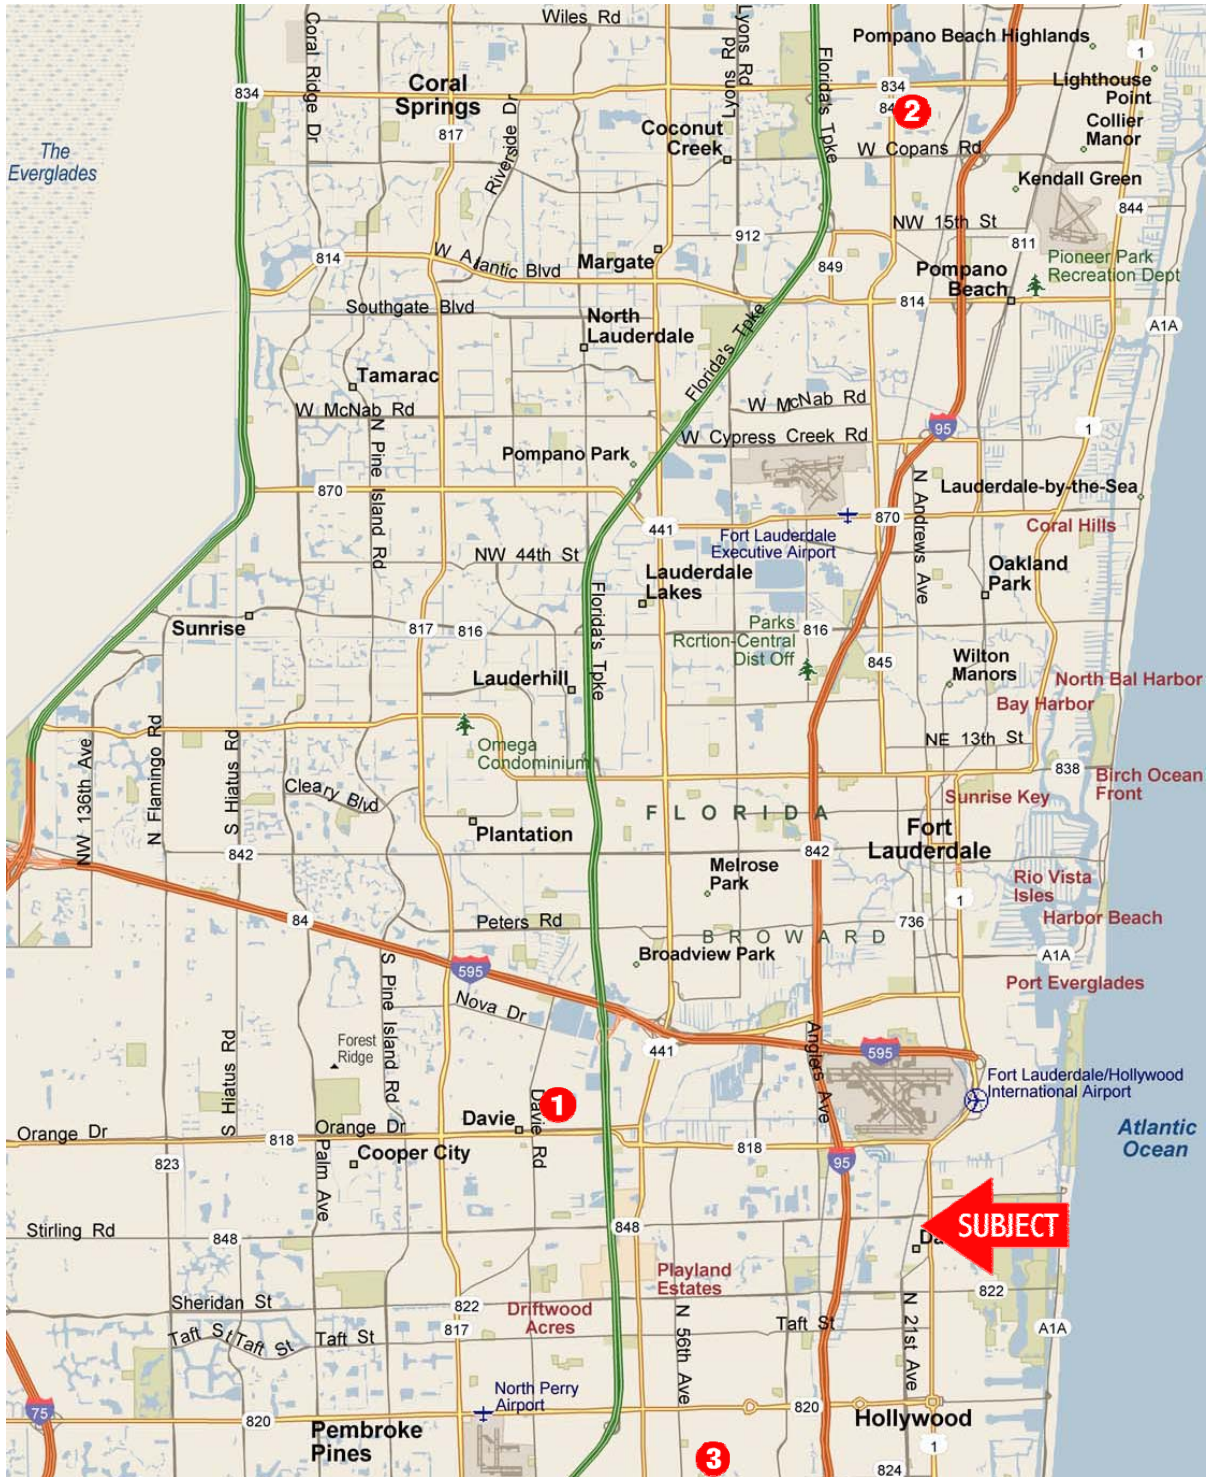 Wiles Rd
Coral Ridge Dr
Lyons Rd
Lyons Rd
Florida's Tpke
Pompano Beach Highlands
1
834
Coral
Springs
817
Riverside Dr
834
2
Lighthouse
Point
Collier
Manor
Coconut
Creek
W Copans Rd
The
Everglades
Kendall Green
844
NW 15th St
912
811
814
W Atlantic Blvd
Margate
849
Pompano
Beach
Pioneer Park
Recreation Dept
814
Southgate Blvd
North
Lauderdale
Florida's Tpke
A1A
Tamarac
W McNab Rd
W McNab Rd
N Pine Island Rd
W Cypress Creek Rd
95
1
Pompano Park
870
N Andrews Ave
Lauderdale-by-the-Sea
441
870
Coral Hills
Fort Lauderdale
Executive Airport
NW 44th St
Lauderdale
Lakes
Oakland
Park
Florida's Tpke
Sunrise
817
816
Parks
Rcrtion-Central
Dist Off
816
845
Wilton
Manors
Lauderhill
North Bal Harbor
Bay Harbor
NW 136th Ave
N Flamingo Rd
S Hiatus Rd
Omega
Condominium
NE 13th St
838
Birch Ocean
Front
Cleary Blvd
Sunrise Key
FLORIDA
Plantation
Fort
Lauderdale
842
842
Melrose
Park
Rio Vista
Isles
84
Peters Rd
736
1
Harbor Beach
BROWARD
S Pine Island Rd
595
Broadview Park
A1A
Port Everglades
Nova Dr
S Hiatus Rd
Forest
Ridge
441
Anglers Ave
595
Fort Lauderdale/Hollywood
International Airport
Davie Rd
1
Orange Dr
818
Orange Dr
Davie
818
Atlantic
Ocean
823
Palm Ave
Cooper City
95
Stirling Rd
848
848
SUBJECT
Da
Playland
Estates
Sheridan St
822
Driftwood
Acres
822
Taft St
Taft St
Taft St
817
N 56th Ave
Taft St
N 21st Ave
A1A
North Perry
Airport
75
820
Pembroke
Pines
820
Hollywood
1
3
824